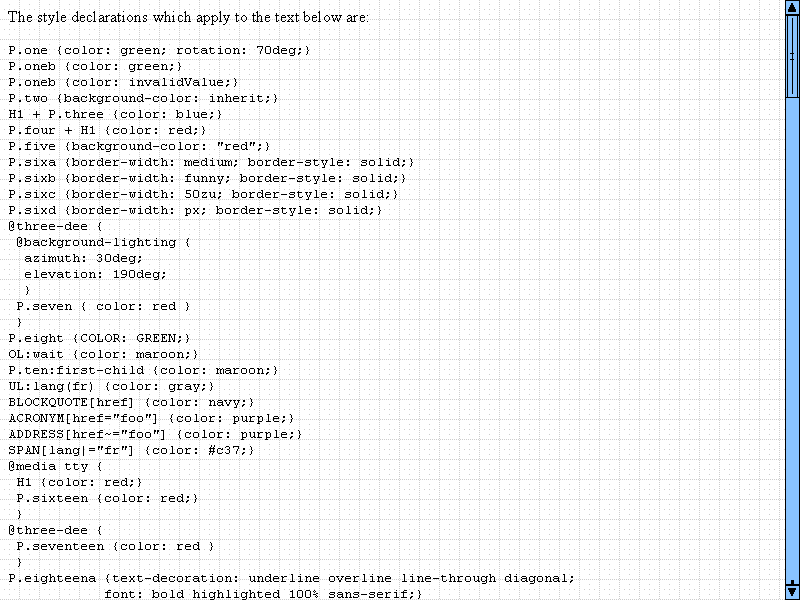 The style declarations which apply to the text below are:
P.one {color: green; rotation: 70deg;}
P.oneb {color: green;}
P.oneb {color: invalidValue;}
P.two {background-color: inherit;}
H1 + P.three {color: blue;}
P.four + H1 {color: red;}
P.five {background-color: "red";}
P.sixa {border-width: medium; border-style: solid;}
P.sixb {border-width: funny; border-style: solid;}
P.sixc {border-width: 50zu; border-style: solid;}
P.sixd {border-width: px; border-style: solid;}
@three-dee {
 @background-lighting {
  azimuth: 30deg;
  elevation: 190deg;
  }
 P.seven { color: red }
 }
P.eight {COLOR: GREEN;}
OL:wait {color: maroon;}
P.ten:first-child {color: maroon;}
UL:lang(fr) {color: gray;}
BLOCKQUOTE[href] {color: navy;}
ACRONYM[href="foo"] {color: purple;}
ADDRESS[href~="foo"] {color: purple;}
SPAN[lang|="fr"] {color: #c37;}
@media tty {
 H1 {color: red;}
 P.sixteen {color: red;}
 }
@three-dee {
 P.seventeen {color: red }
 }
P.eighteena {text-decoration: underline overline line-through diagonal;
            font: bold highlighted 100% sans-serif;}